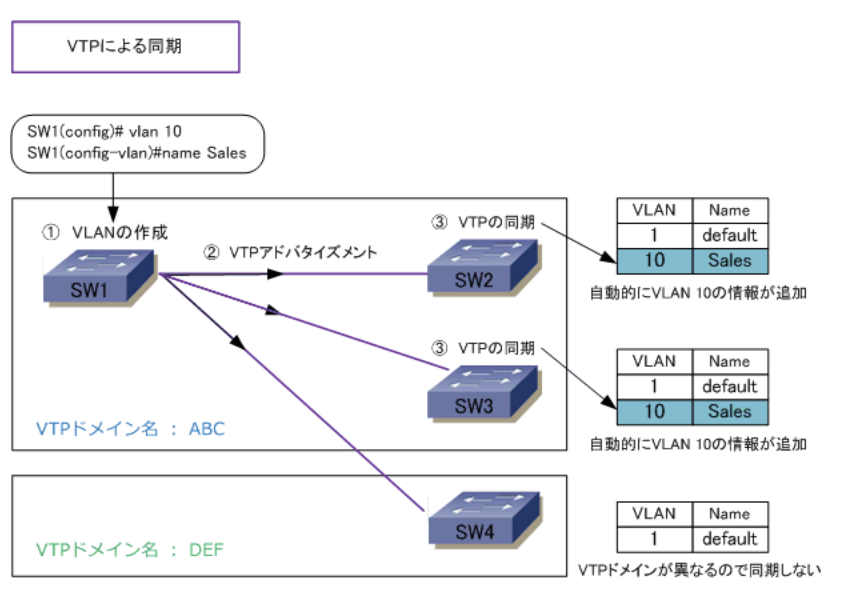 VTPによる同期
SW1(config)# vlan 10
SW1(config-vlan)#name Sales
① VLANの作成
② VTPアドバタイズメント
③ VTPの同期
SW1
SW2
VLAN Name
1 default
10 Sales
自動的にVLAN 10の情報が追加
③ VTPの同期
SW3
VLAN Name
1 default
10 Sales
自動的にVLAN 10の情報が追加
VTPドメイン名 : ABC
SW4
VTPドメイン名 : DEF
VLAN Name
1 default
VTPドメインが異なるので同期しない